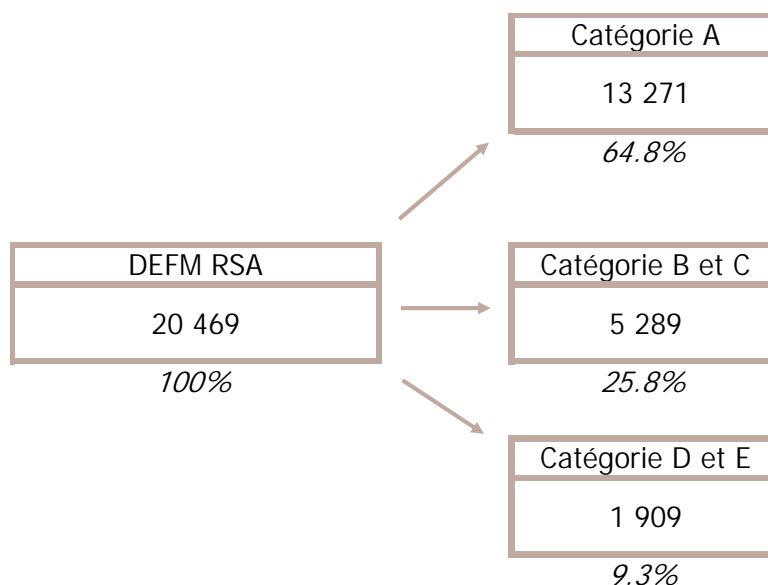 Catégorie A
13 271
64.8%
DEFM RSA
20 469
100%
Catégorie B et C
5 289
25.8%
Catégorie D et E
1 909
9.3%